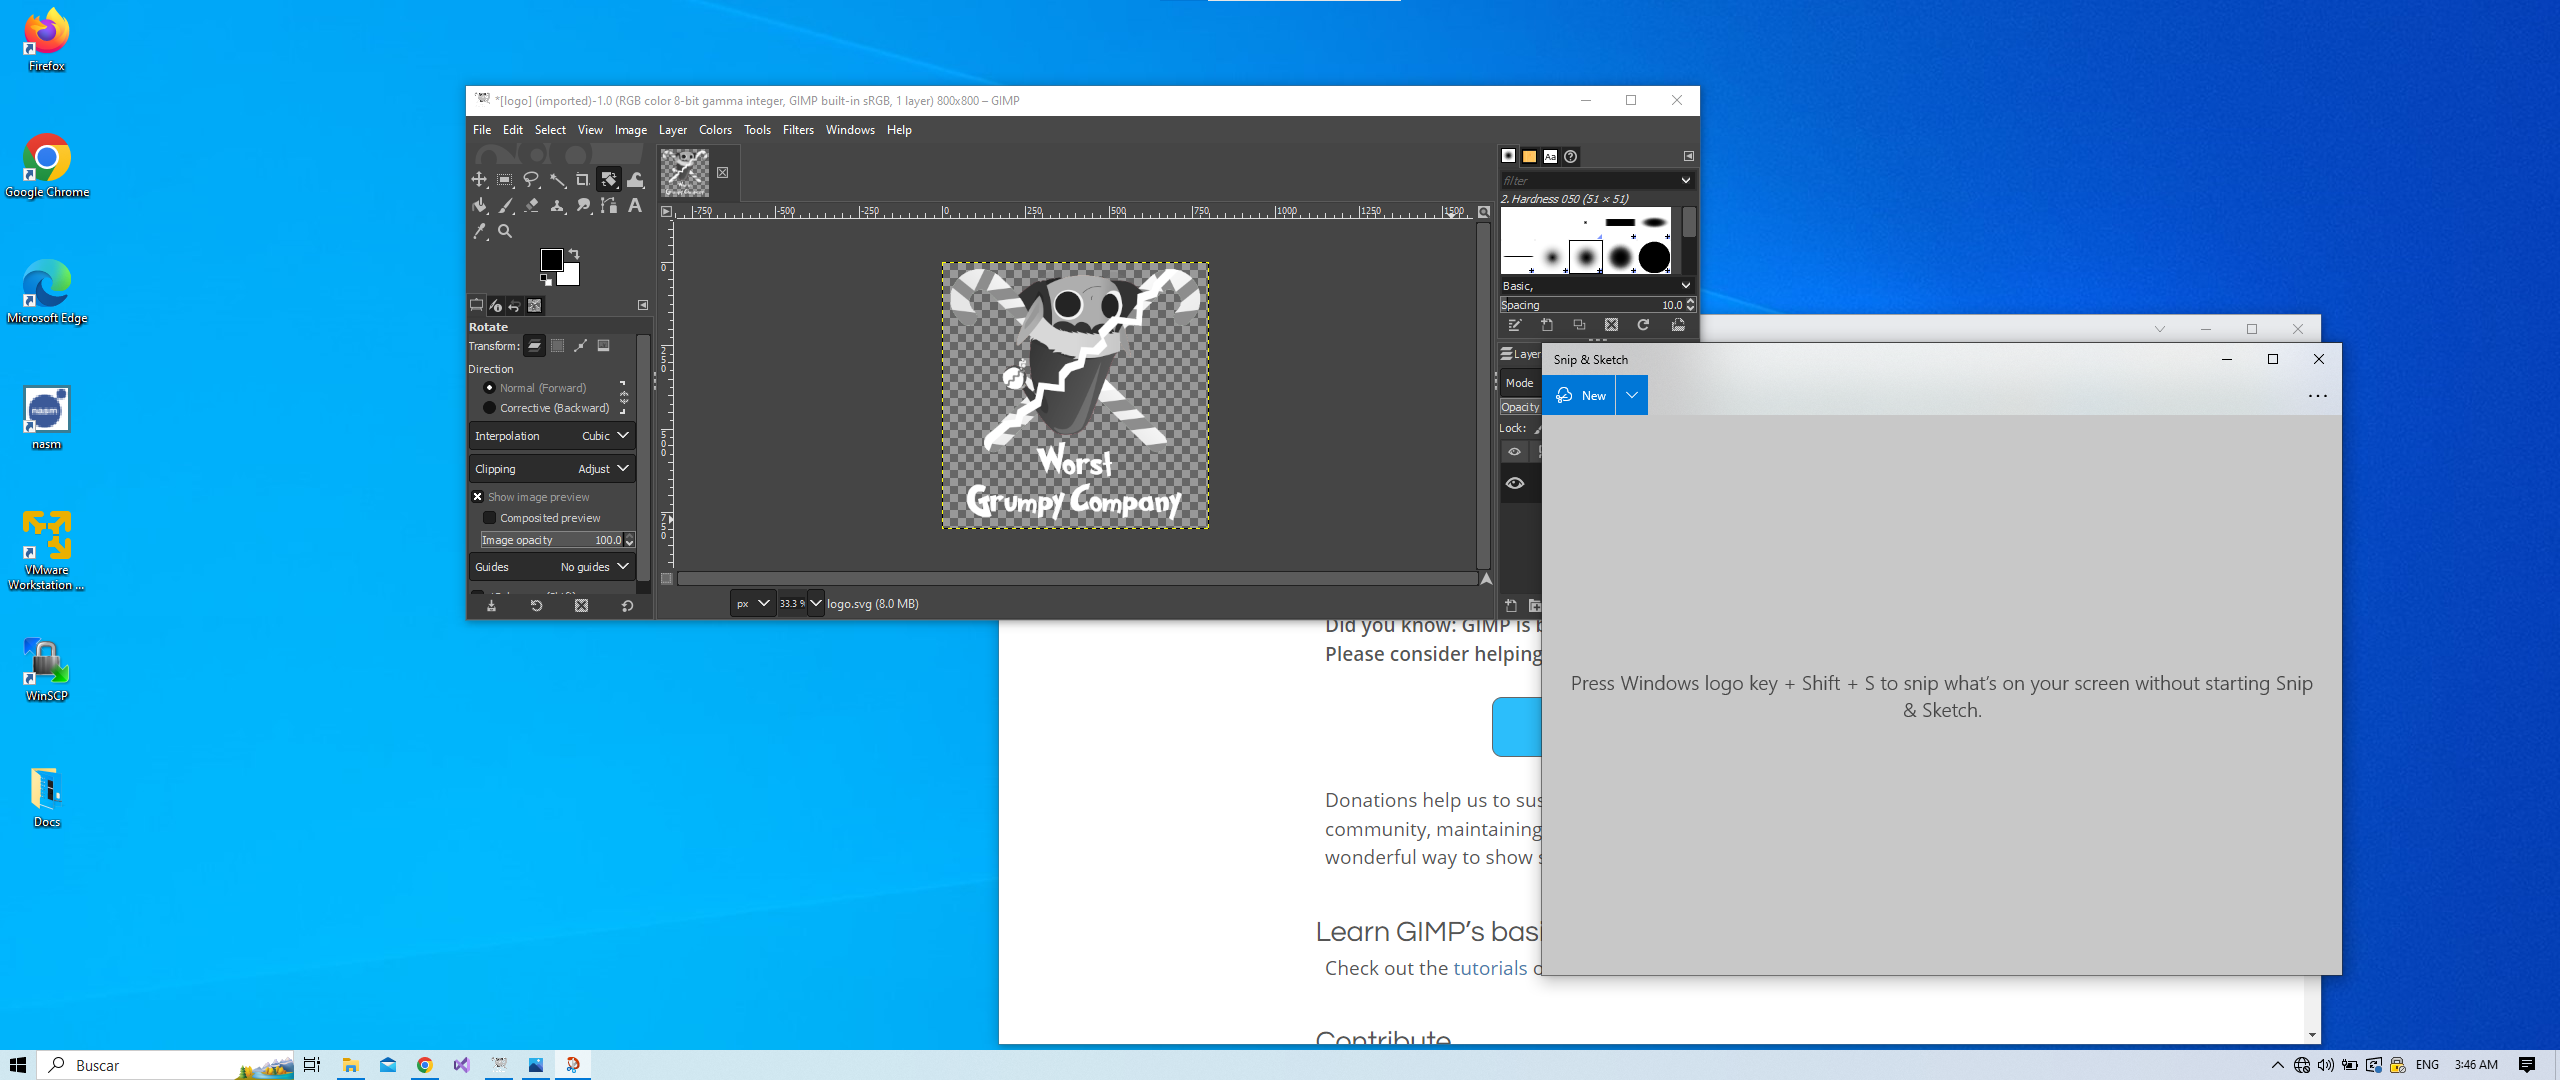 Firefox
Google Chrome
Microsoft Edge
nasm
nasm
VMware
Workstation ...
WinSCP
Docs
*[logo] (imported)-1.0 (RGB color 8-bit gamma integer, GIMP built-in sRGB, 1 layer) 800x800 – GIMP
File Edit Select View Image Layer Colors Tools Filters Windows Help
-750 -500 -250 0 250 500 750 1000 1250 1500
0
250
500
750
Rotate
Transform:
Direction
Normal (Forward)
Corrective (Backward)
Interpolation Cubic
Clipping Adjust
Show image preview
Composited preview
Image opacity 100.0
Guides No guides
px 33.3 % logo.svg (8.0 MB)
Worst
Grumpy Company
Aa
filter
2. Hardness 050 (51 × 51)
Basic,
Spacing 10.0
Layer
Mode
Opacity
Lock:
Snip & Sketch
New
Press Windows logo key + Shift + S to snip what's on your screen without starting Snip
& Sketch.
Did you know: GIMP is
Please consider helping
Donations help us to
community, maintaining
wonderful way to show
Learn GIMP's
Check out the tutorials
Contribute
Buscar
ENG 3:46 AM